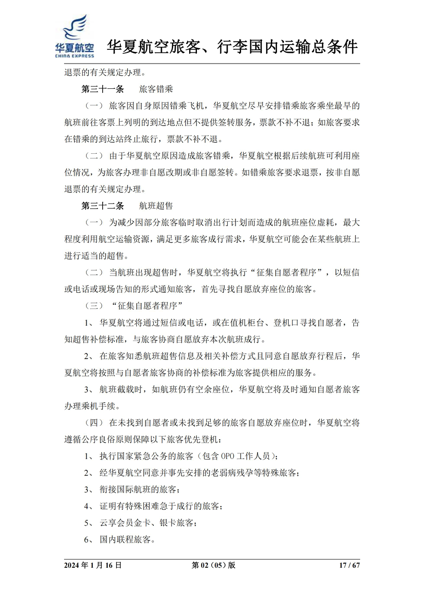 华夏航空
CHINA EXPRESS
华夏航空旅客、行李国内运输总条件
退票的有关规定办理。
第三十一条 旅客错乘
（一） 旅客因自身原因错乘飞机，华夏航空尽早安排错乘旅客乘坐最早的
航班前往客票上列明的到达地点但不提供签转服务，票款不补不退；如旅客要求
在错乘的到达站终止旅行，票款不补不退。
（二） 由于华夏航空原因造成旅客错乘，华夏航空根据后续航班可利用座
位情况，为旅客办理非自愿改期或非自愿签转。如错乘旅客要求退票，按非自愿
退票的有关规定办理。
第三十二条 航班超售
（一） 为减少因部分旅客临时取消出行计划而造成的航班座位虚耗，最大
程度利用航空运输资源，满足更多旅客成行需求，华夏航空可能会在某些航班上
进行适当的超售。
（二） 当航班出现超售时，华夏航空将执行“征集自愿者程序”，以短信
或电话或现场告知的形式通知旅客，首先寻找自愿放弃座位的旅客。
（三） “征集自愿者程序”
1、 华夏航空将通过短信或电话，或在值机柜台、登机口寻找自愿者，告
知超售补偿标准，与旅客协商自愿放弃本次航班成行。
2、 在旅客知悉航班超售信息及相关补偿方式且同意自愿放弃行程后，华
夏航空将按照与自愿者旅客协商的补偿标准为旅客提供相应的服务。
3、 航班截载时，如航班仍有空余座位，华夏航空将及时通知自愿者旅客
办理乘机手续。
（四） 在未找到自愿者或未找到足够的旅客自愿放弃座位时，华夏航空将
遵循公序良俗原则保障以下旅客优先登机：
1、 执行国家紧急公务的旅客（包含OPO工作人员）；
2、 经华夏航空同意并事先安排的老弱病残孕等特殊旅客；
3、 衔接国际航班的旅客；
4、 证明有特殊困难急于成行的旅客；
5、 云享会员金卡、银卡旅客；
6、 国内联程旅客。
2024 年 1 月 16 日 第 02（05）版 17 / 67